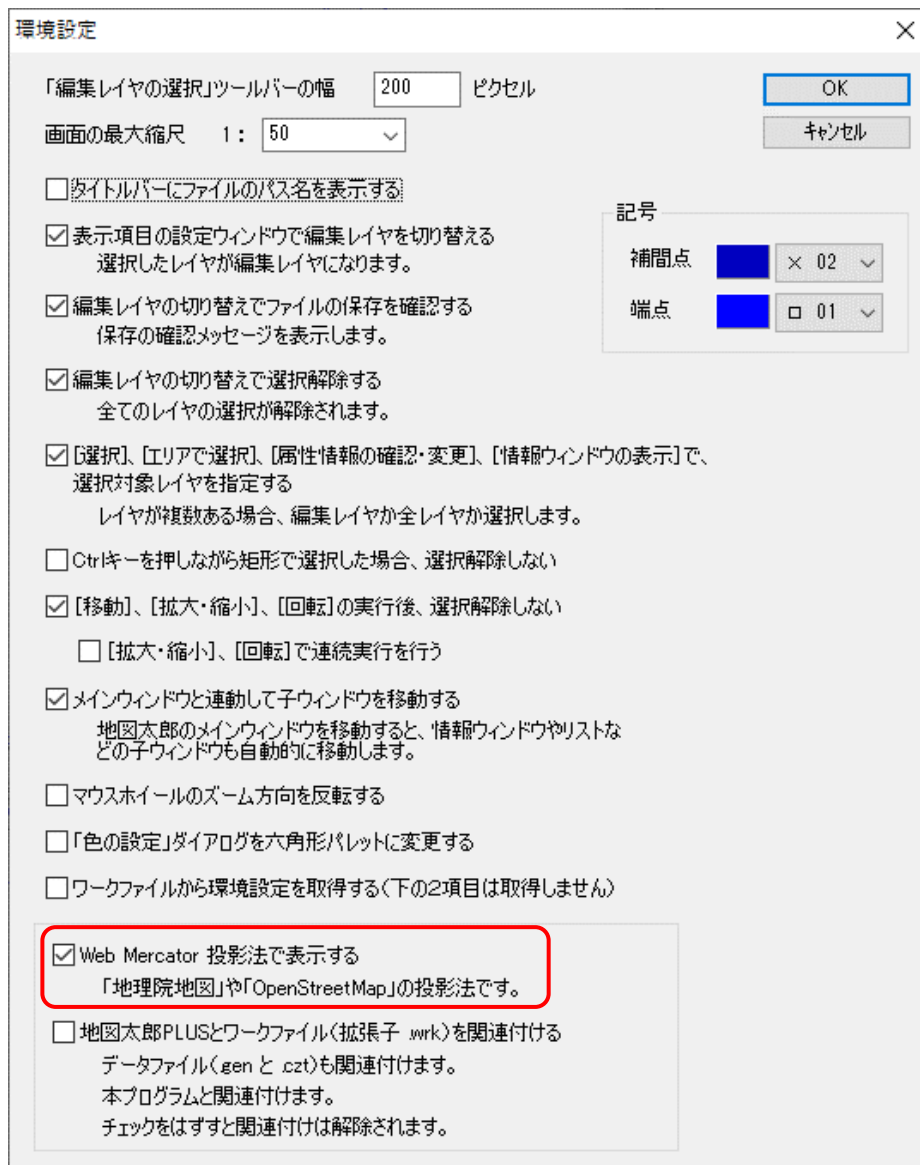 環境設定
「編集レイヤの選択」ツールバーの幅 200 ピクセル
OK
画面の最大縮尺 1: 50
キャンセル
タイトルバーにファイルのパス名を表示する
記号
補間点 × 02
端点 □ 01
表示項目の設定ウィンドウで編集レイヤを切り替える
選択したレイヤが編集レイヤになります。
編集レイヤの切り替えでファイルの保存を確認する
保存の確認メッセージを表示します。
編集レイヤの切り替えで選択解除する
全てのレイヤの選択が解除されます。
[選択]、[エリアで選択]、[属性情報の確認・変更]、[情報ウィンドウの表示]で、
選択対象レイヤを指定する
レイヤが複数ある場合、編集レイヤか全レイヤか選択します。
Ctrlキーを押しながら矩形で選択した場合、選択解除しない
[移動]、[拡大・縮小]、[回転]の実行後、選択解除しない
[拡大・縮小]、[回転]で連続実行を行う
メインウィンドウと連動して子ウィンドウを移動する
地図太郎のメインウィンドウを移動すると、情報ウィンドウやリストな
どの子ウィンドウも自動的に移動します。
マウスホイールのズーム方向を反転する
「色の設定」ダイアログを六角形パレットに変更する
ワークファイルから環境設定を取得する(下の2項目は取得しません)
Web Mercator 投影法で表示する
「地理院地図」や「OpenStreetMap」の投影法です。
地図太郎PLUSとワークファイル(拡張子 .wrk)を関連付ける
データファイル(.gen と .czt)も関連付けます。
本プログラムと関連付けます。
チェックをはずすと関連付けは解除されます。